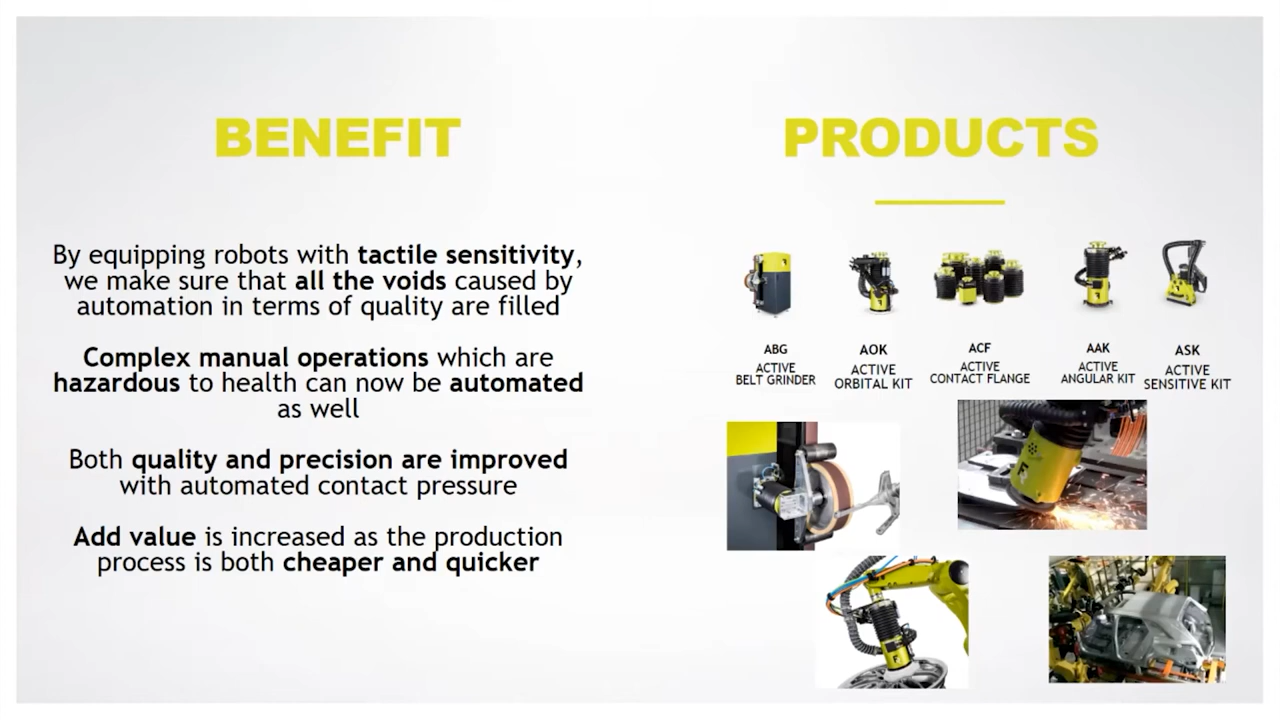 BENEFIT
By equipping robots with tactile sensitivity,
we make sure that all the voids caused by
automation in terms of quality are filled
Complex manual operations which are
hazardous to health can now be automated
as well
Both quality and precision are improved
with automated contact pressure
Add value is increased as the production
process is both cheaper and quicker
PRODUCTS
ABG
ACTIVE
BELT GRINDER
AOK
ACTIVE
ORBITAL KIT
ACF
ACTIVE
CONTACT FLANGE
AAK
ACTIVE
ANGULAR KIT
ASK
ACTIVE
SENSITIVE KIT